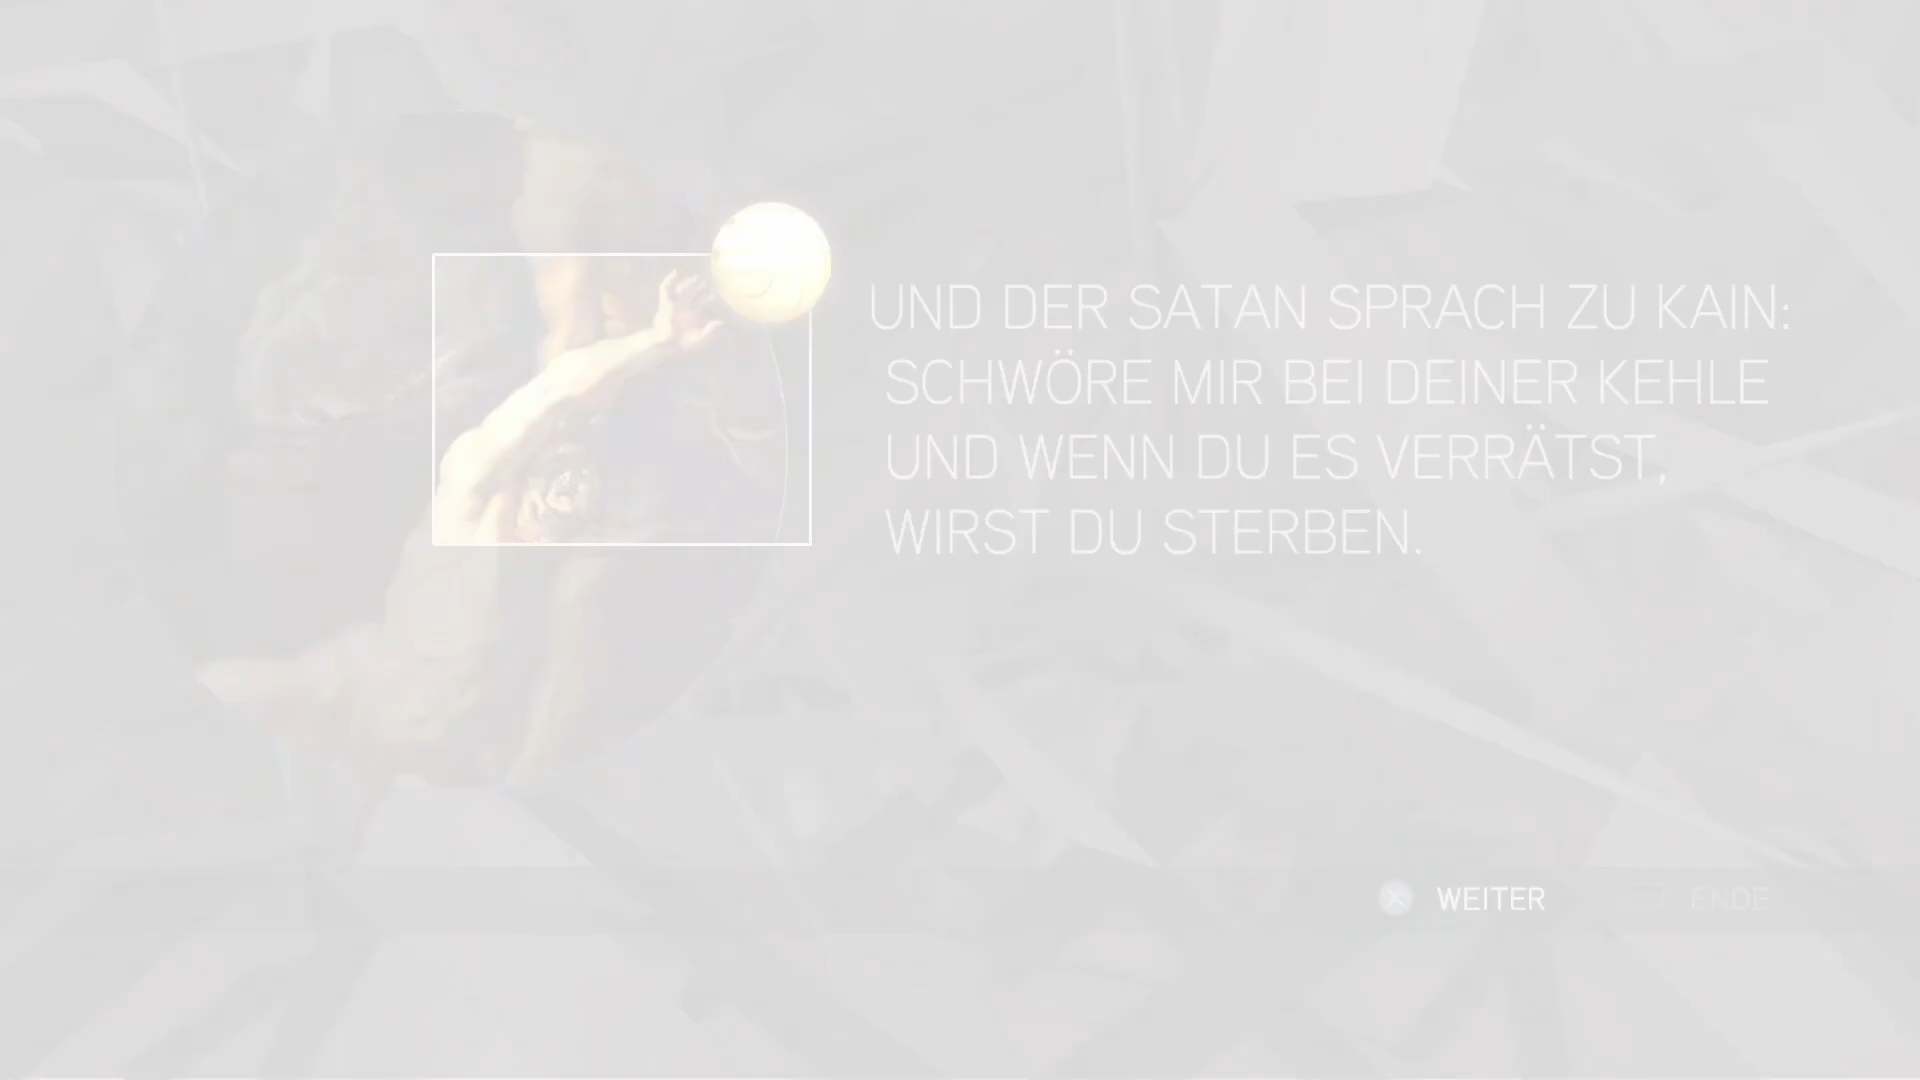 UND DER SATAN SPRACH ZU KAIN:
SCHWÖRE MIR BEI DEINER KEHLE
UND WENN DU ES VERRÄTST,
WIRST DU STERBEN.
WEITER
ENDE